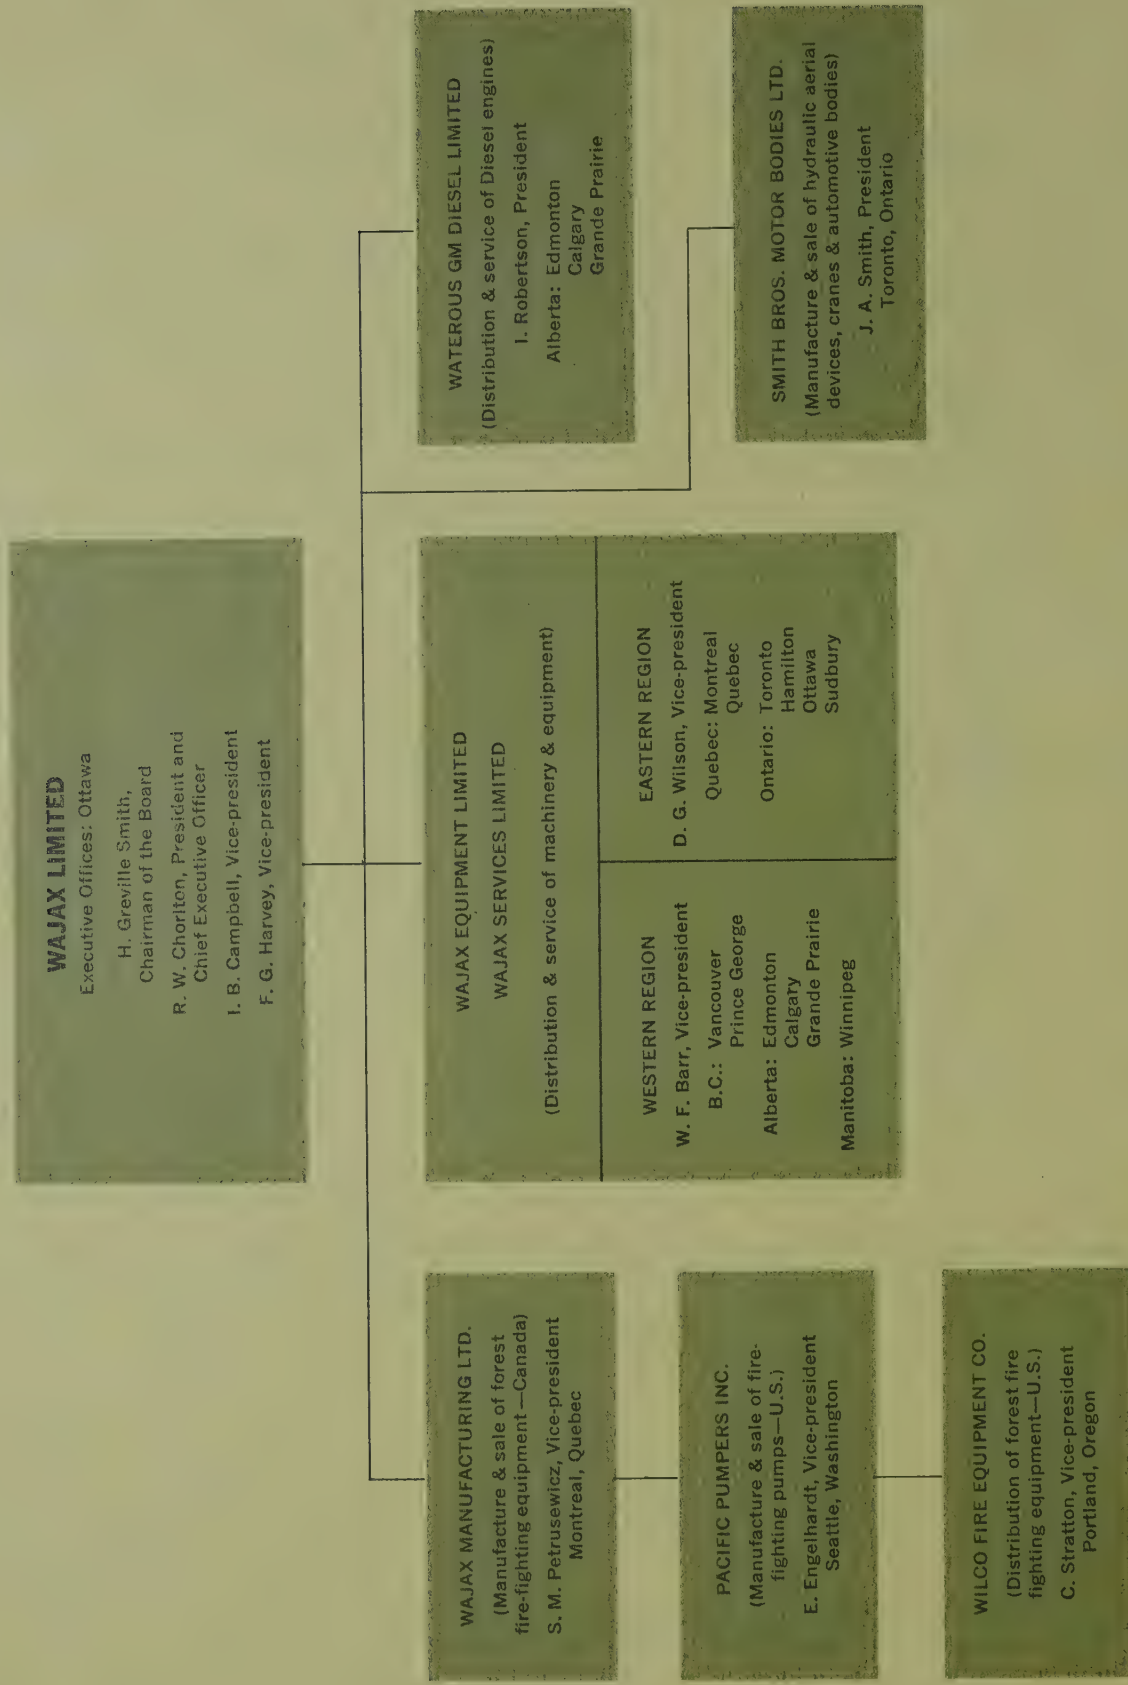 WAJAX LIMITED
Executive Offices: Ottawa
H. Greville Smith,
Chairman of the Board
R. W. Chorlton, President and
Chief Executive Officer
I. B. Campbell, Vice-president
F. G. Harvey, Vice-president
WAJAX MANUFACTURING LTD.
(Manufacture & sale of forest
fire-fighting equipment—Canada)
S. M. Petrusewicz, Vice-president
Montreal, Quebec
PACIFIC PUMPERS INC.
(Manufacture & sale of fire-
fighting pumps—U.S.)
E. Engelhardt, Vice-president
Seattle, Washington
WILCO FIRE EQUIPMENT CO.
(Distribution of forest fire
fighting equipment—U.S.)
C. Stratton, Vice-president
Portland, Oregon
WAJAX EQUIPMENT LIMITED
WAJAX SERVICES LIMITED
(Distribution & service of machinery & equipment)
WESTERN REGION
W. F. Barr, Vice-president
B.C.: Vancouver
Prince George
Alberta: Edmonton
Calgary
Grande Prairie
Manitoba: Winnipeg
EASTERN REGION
D. G. Wilson, Vice-president
Quebec: Montreal
Quebec
Ontario: Toronto
Hamilton
Ottawa
Sudbury
WATEROUS GM DIESEL LIMITED
(Distribution & service of Diesel engines)
I. Robertson, President
Alberta: Edmonton
Calgary
Grande Prairie
SMITH BROS. MOTOR BODIES LTD.
(Manufacture & sale of hydraulic aerial
devices, cranes & automotive bodies)
J. A. Smith, President
Toronto, Ontario